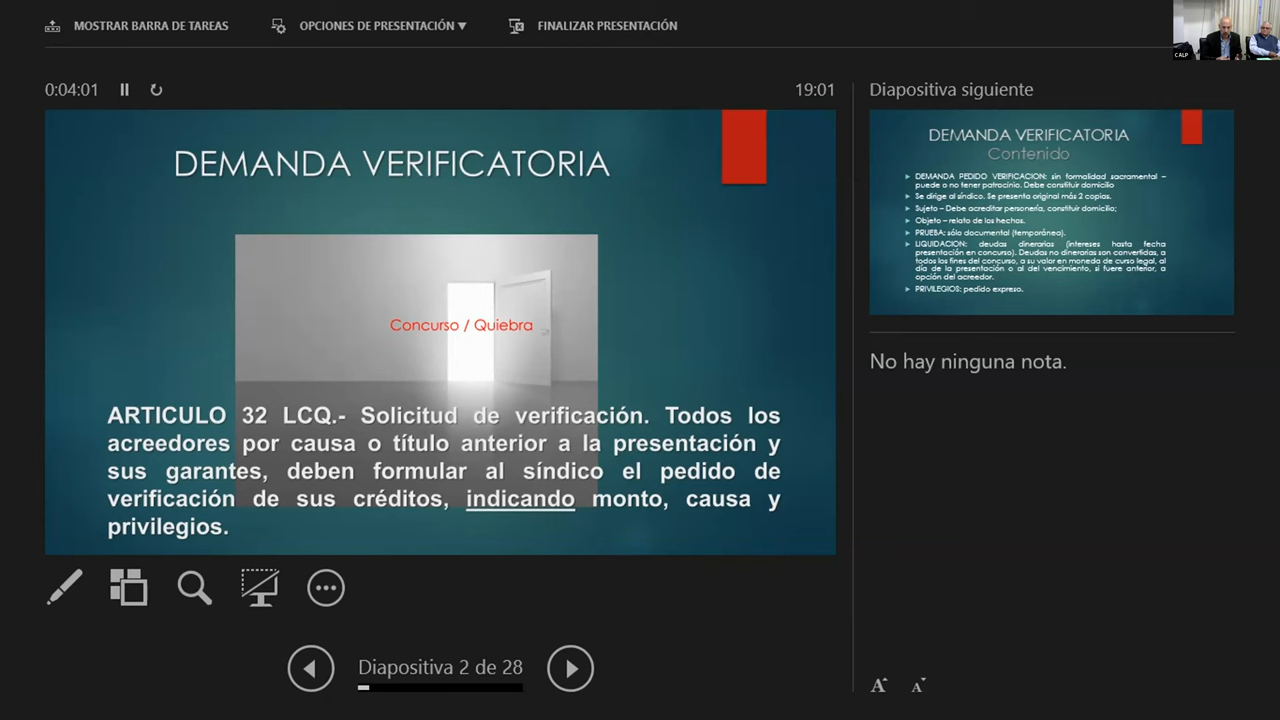 MOSTRAR BARRA DE TAREAS
OPCIONES DE PRESENTACIÓN ▼
FINALIZAR PRESENTACIÓN
CALP
0:04:01
19:01
DEMANDA VERIFICATORIA
Concurso / Quiebra
ARTICULO 32 LCQ.- Solicitud de verificación. Todos los
acreedores por causa o título anterior a la presentación y
sus garantes, deben formular al síndico el pedido de
verificación de sus créditos, indicando monto, causa y
privilegios.
Diapositiva siguiente
DEMANDA VERIFICATORIA
Contenido
DEMANDA PEDIDO VERIFICACION: sin formalidad sacramental –
puede o no tener patrocinio. Debe constituir domicilio
Se dirige al síndico. Se presenta original más 2 copias.
Sujeto – Debe acreditar personería, constituir domicilio;
Objeto – relato de los hechos.
PRUEBA: sólo documental (temporánea).
LIQUIDACION: deudas dinerarias (intereses hasta fecha
presentación en concurso). Deudas no dinerarias son convertidas, a
todos los fines del concurso, a su valor en moneda de curso legal, al
día de la presentación o al del vencimiento, si fuere anterior, a
opción del acreedor.
PRIVILEGIOS: pedido expreso.
No hay ninguna nota.
Diapositiva 2 de 28
A A